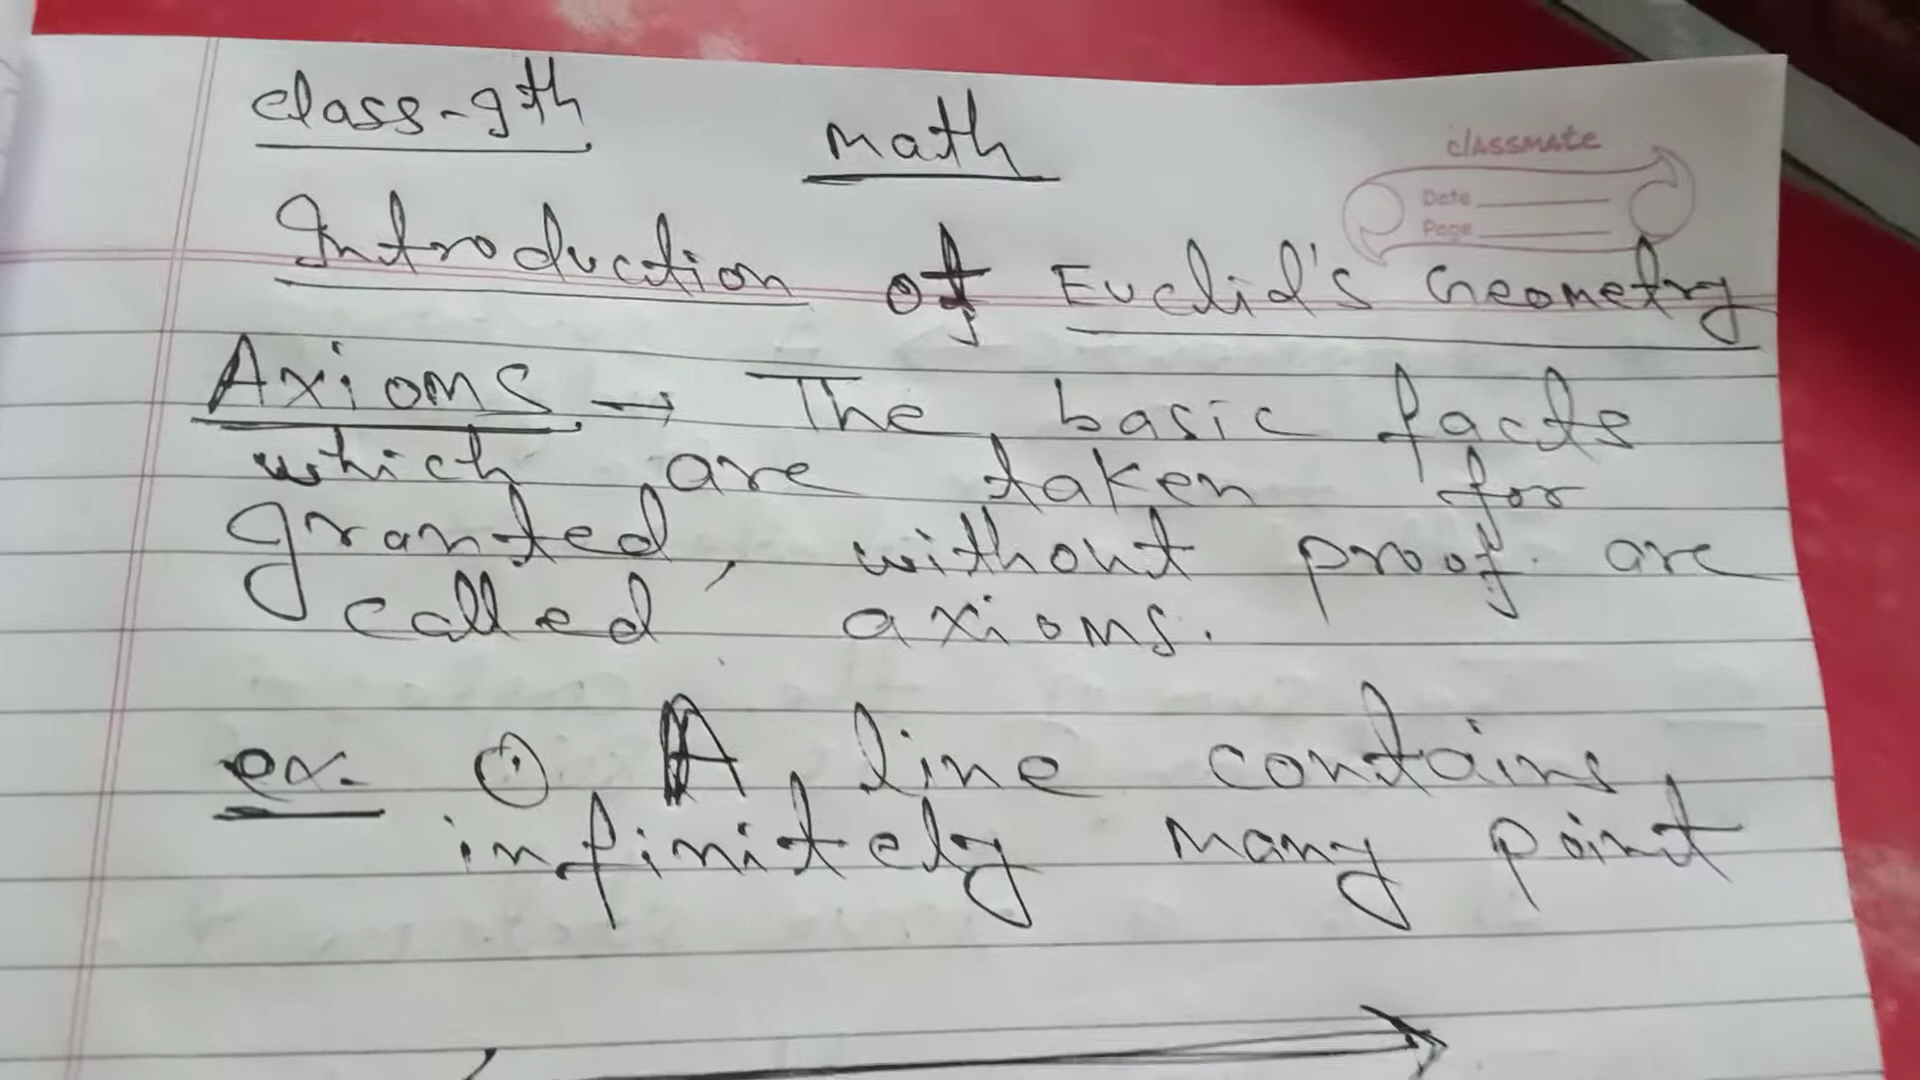 class-9th math
classmate
Date
Page
Introduction of Euclid's Geometry
Axioms → The basic facts
which are taken for
granted, without proof. are
called axioms.
ex. ① A line contains
infinitely many point